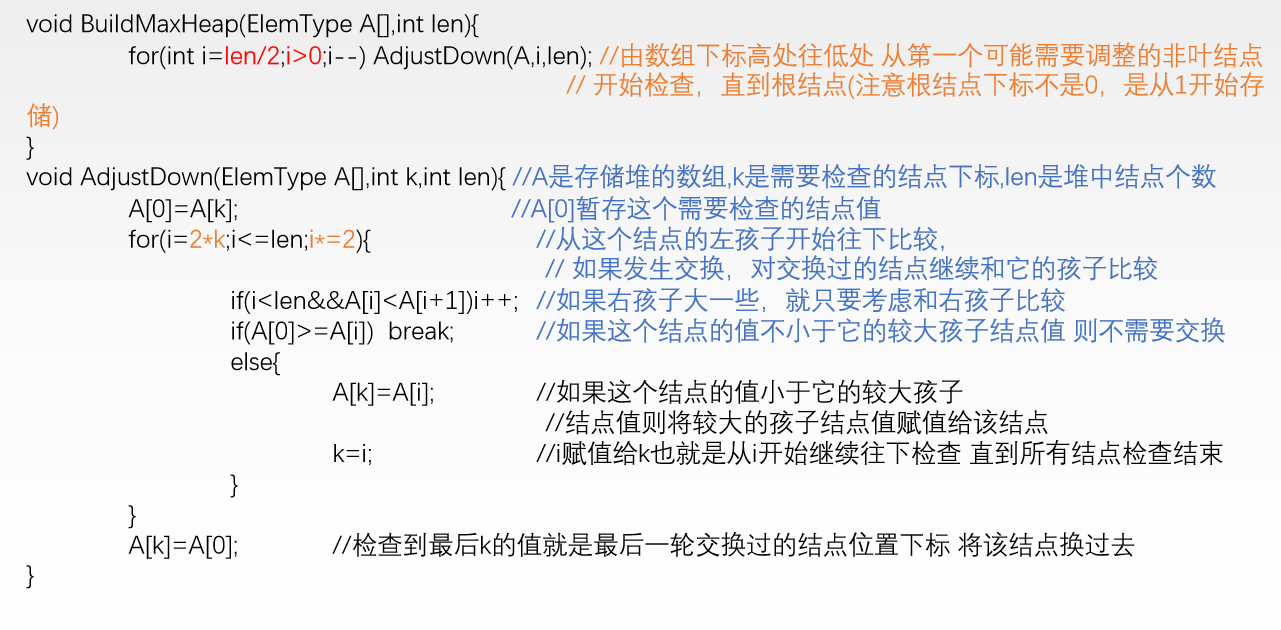 void BuildMaxHeap(ElemType A[],int len){
for(int i=len/2;i>0;i--) AdjustDown(A,i,len); //由数组下标高处往低处 从第一个可能需要调整的非叶结点
// 开始检查，直到根结点(注意根结点下标不是0，是从1开始存
储)
}
void AdjustDown(ElemType A[],int k,int len){ //A是存储堆的数组,k是需要检查的结点下标,len是堆中结点个数
A[0]=A[k]; //A[0]暂存这个需要检查的结点值
for(i=2*k;i<=len;i*=2){ //从这个结点的左孩子开始往下比较，
// 如果发生交换，对交换过的结点继续和它的孩子比较
if(i<len&&A[i]<A[i+1])i++; //如果右孩子大一些，就只要考虑和右孩子比较
if(A[0]>=A[i]) break; //如果这个结点的值不小于它的较大孩子结点值 则不需要交换
else{
A[k]=A[i]; //如果这个结点的值小于它的较大孩子
//结点值则将较大的孩子结点值赋值给该结点
k=i; //i赋值给k也就是从i开始继续往下检查 直到所有结点检查结束
}
}
A[k]=A[0]; //检查到最后k的值就是最后一轮交换过的结点位置下标 将该结点换过去
}